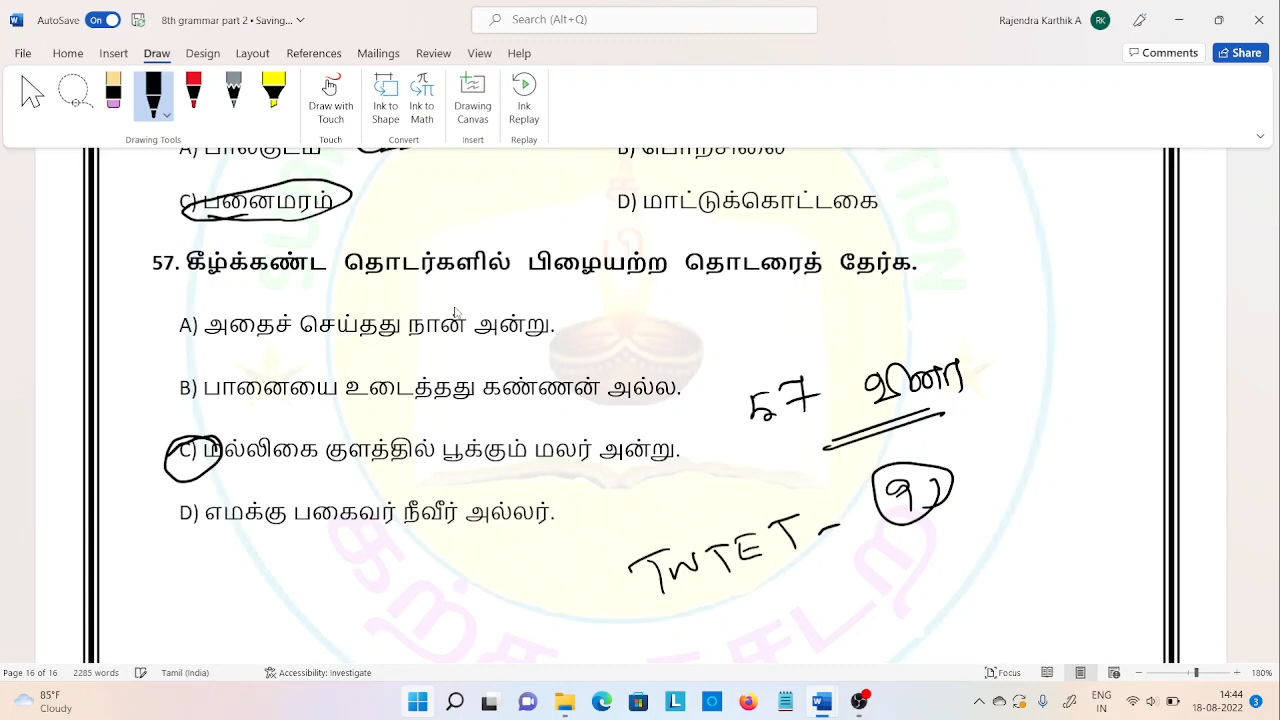 AutoSave On 8th grammar part 2 • Saving... Search (Alt+Q) Rajendra Karthik A RK
File Home Insert Draw Design Layout References Mailings Review View Help Comments Share
Draw with Touch Ink to Shape Ink to Math Drawing Canvas Ink Replay
Drawing Tools Touch Convert Insert Replay
A) பால்குடம் B) பொற்சிலை
C) பனைமரம் D) மாட்டுக்கொட்டகை
57. கீழ்க்கண்ட தொடர்களில் பிழையற்ற தொடரைத் தேர்க.
A) அதைச் செய்தது நான் அன்று.
B) பானையை உடைத்தது கண்ணன் அல்ல.
57 வினா
C) மல்லிகை குளத்தில் பூக்கும் மலர் அன்று.
D) எமக்கு பகைவர் நீவீர் அல்லர்.
TNTET -
Page 16 of 16 2285 words Tamil (India) Accessibility: Investigate Focus 180%
85°F
Cloudy
ENG
IN
14:44
18-08-2022
3